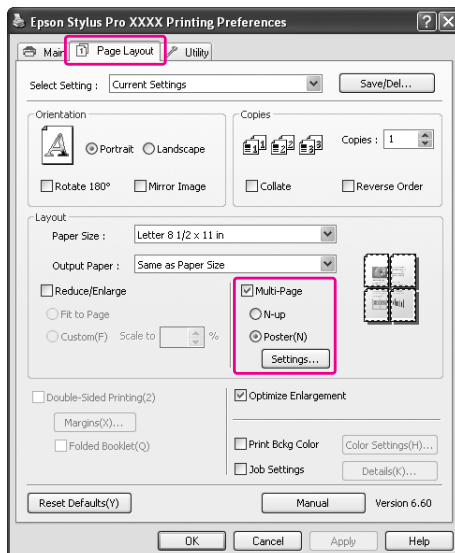 Epson Stylus Pro XXXX Printing Preferences
Main Page Layout Utility
Select Setting : Current Settings Save/Del...
Orientation
Copies
A Portrait Landscape
Copies : 1
Rotate 180° Mirror Image
Collate Reverse Order
Layout
Paper Size : Letter 8 1/2 x 11 in
Output Paper : Same as Paper Size
Reduce/Enlarge
Multi-Page
Fit to Page
N-up
Custom(F) Scale to %
Poster(N)
Settings...
Double-Sided Printing(2)
Optimize Enlargement
Margins(X)...
Folded Booklet(Q)
Print Bckg Color Color Settings(H)...
Job Settings Details(K)...
Reset Defaults(Y) Manual Version 6.60
OK Cancel Apply Help